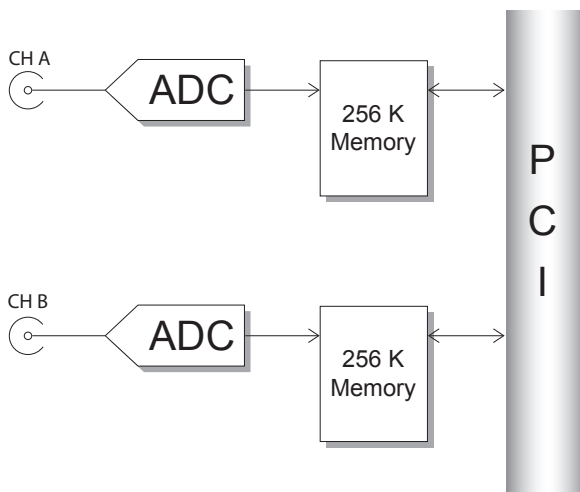 CH A
ADC
256 K
Memory
CH B
ADC
256 K
Memory
P
C
I